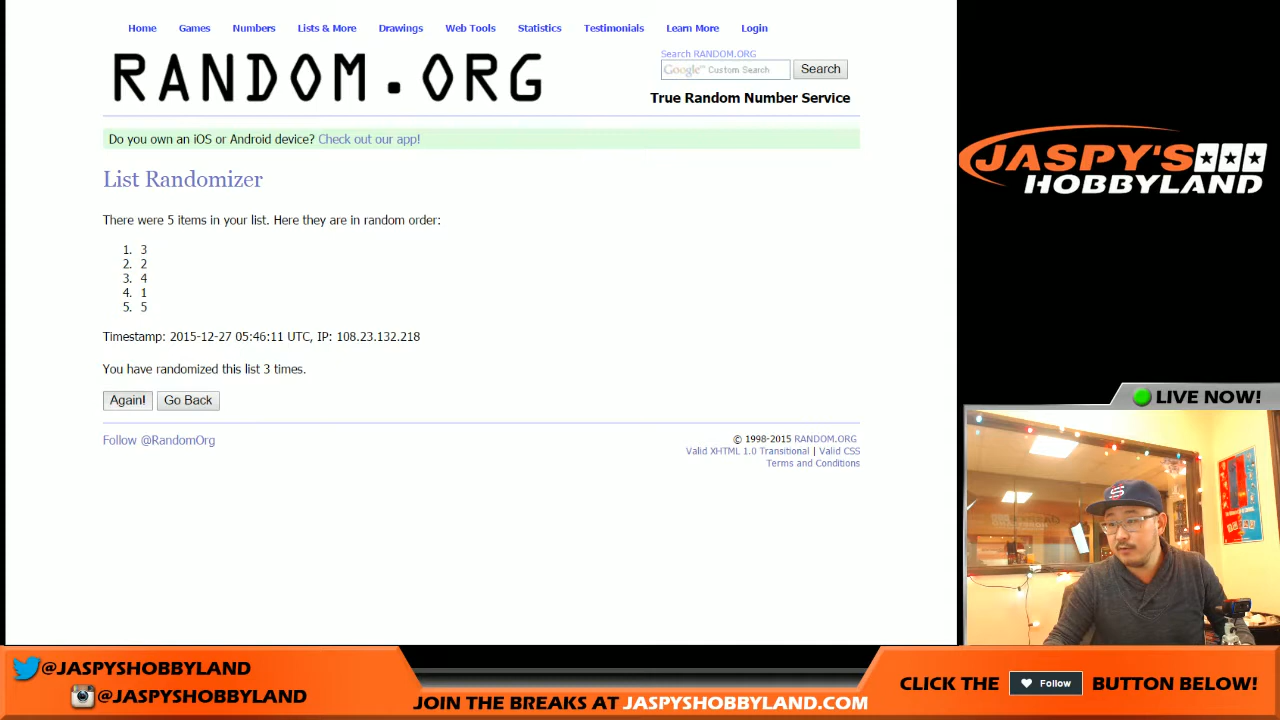 Home Games Numbers Lists & More Drawings Web Tools Statistics Testimonials Learn More Login
RANDOM.ORG
Search RANDOM.ORG
Google™ Custom Search Search
True Random Number Service
Do you own an iOS or Android device? Check out our app!
List Randomizer
There were 5 items in your list. Here they are in random order:
1. 3
2. 2
3. 4
4. 1
5. 5
Timestamp: 2015-12-27 05:46:11 UTC, IP: 108.23.132.218
You have randomized this list 3 times.
Again! Go Back
Follow @RandomOrg
© 1998-2015 RANDOM.ORG
Valid XHTML 1.0 Transitional | Valid CSS
Terms and Conditions
JASPY'S
HOBBYLAND
LIVE NOW!
S
@JASPYSHOBBYLAND
@JASPYSHOBBYLAND
JOIN THE BREAKS AT JASPYSHOBBYLAND.COM
CLICK THE Follow BUTTON BELOW!